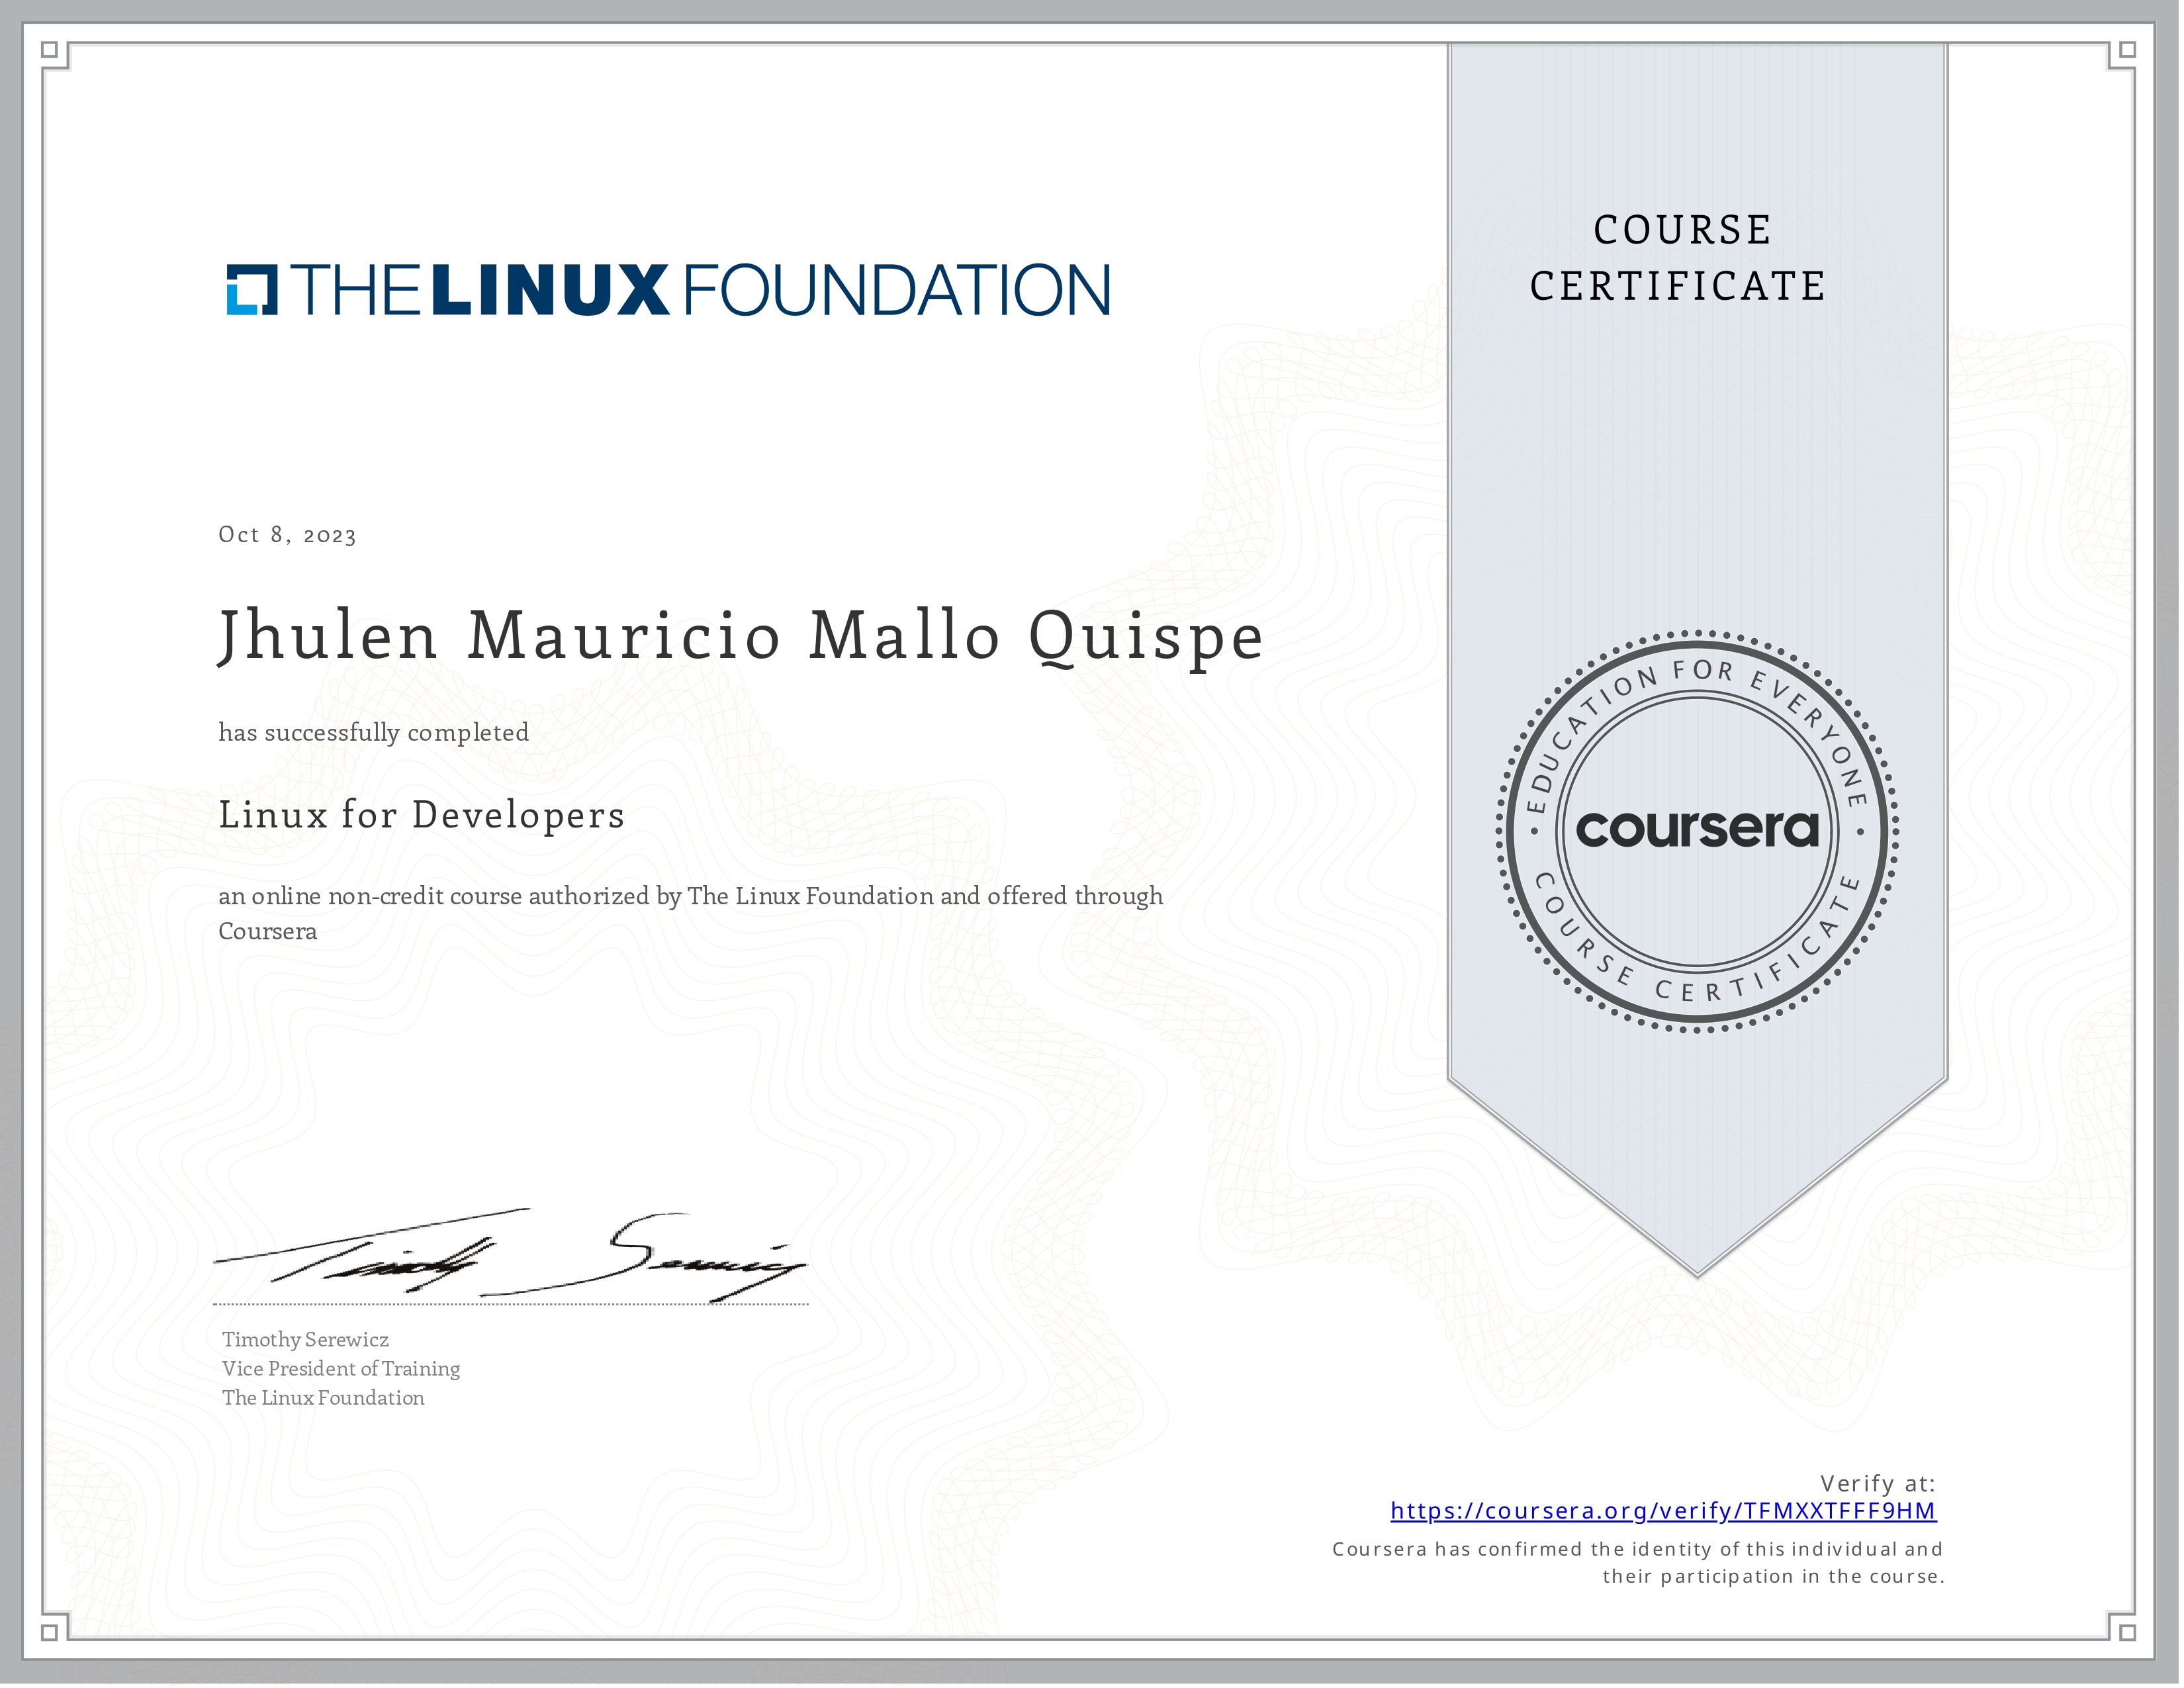 THE LINUX FOUNDATION
COURSE
CERTIFICATE
Oct 8, 2023
Jhulen Mauricio Mallo Quispe
has successfully completed
Linux for Developers
an online non-credit course authorized by The Linux Foundation and offered through
Coursera
EDUCATION FOR EVERYONE
coursera
COURSE CERTIFICATE
Timothy Serewicz
Vice President of Training
The Linux Foundation
Verify at:
https://coursera.org/verify/TFMXXTFFF9HM
Coursera has confirmed the identity of this individual and
their participation in the course.